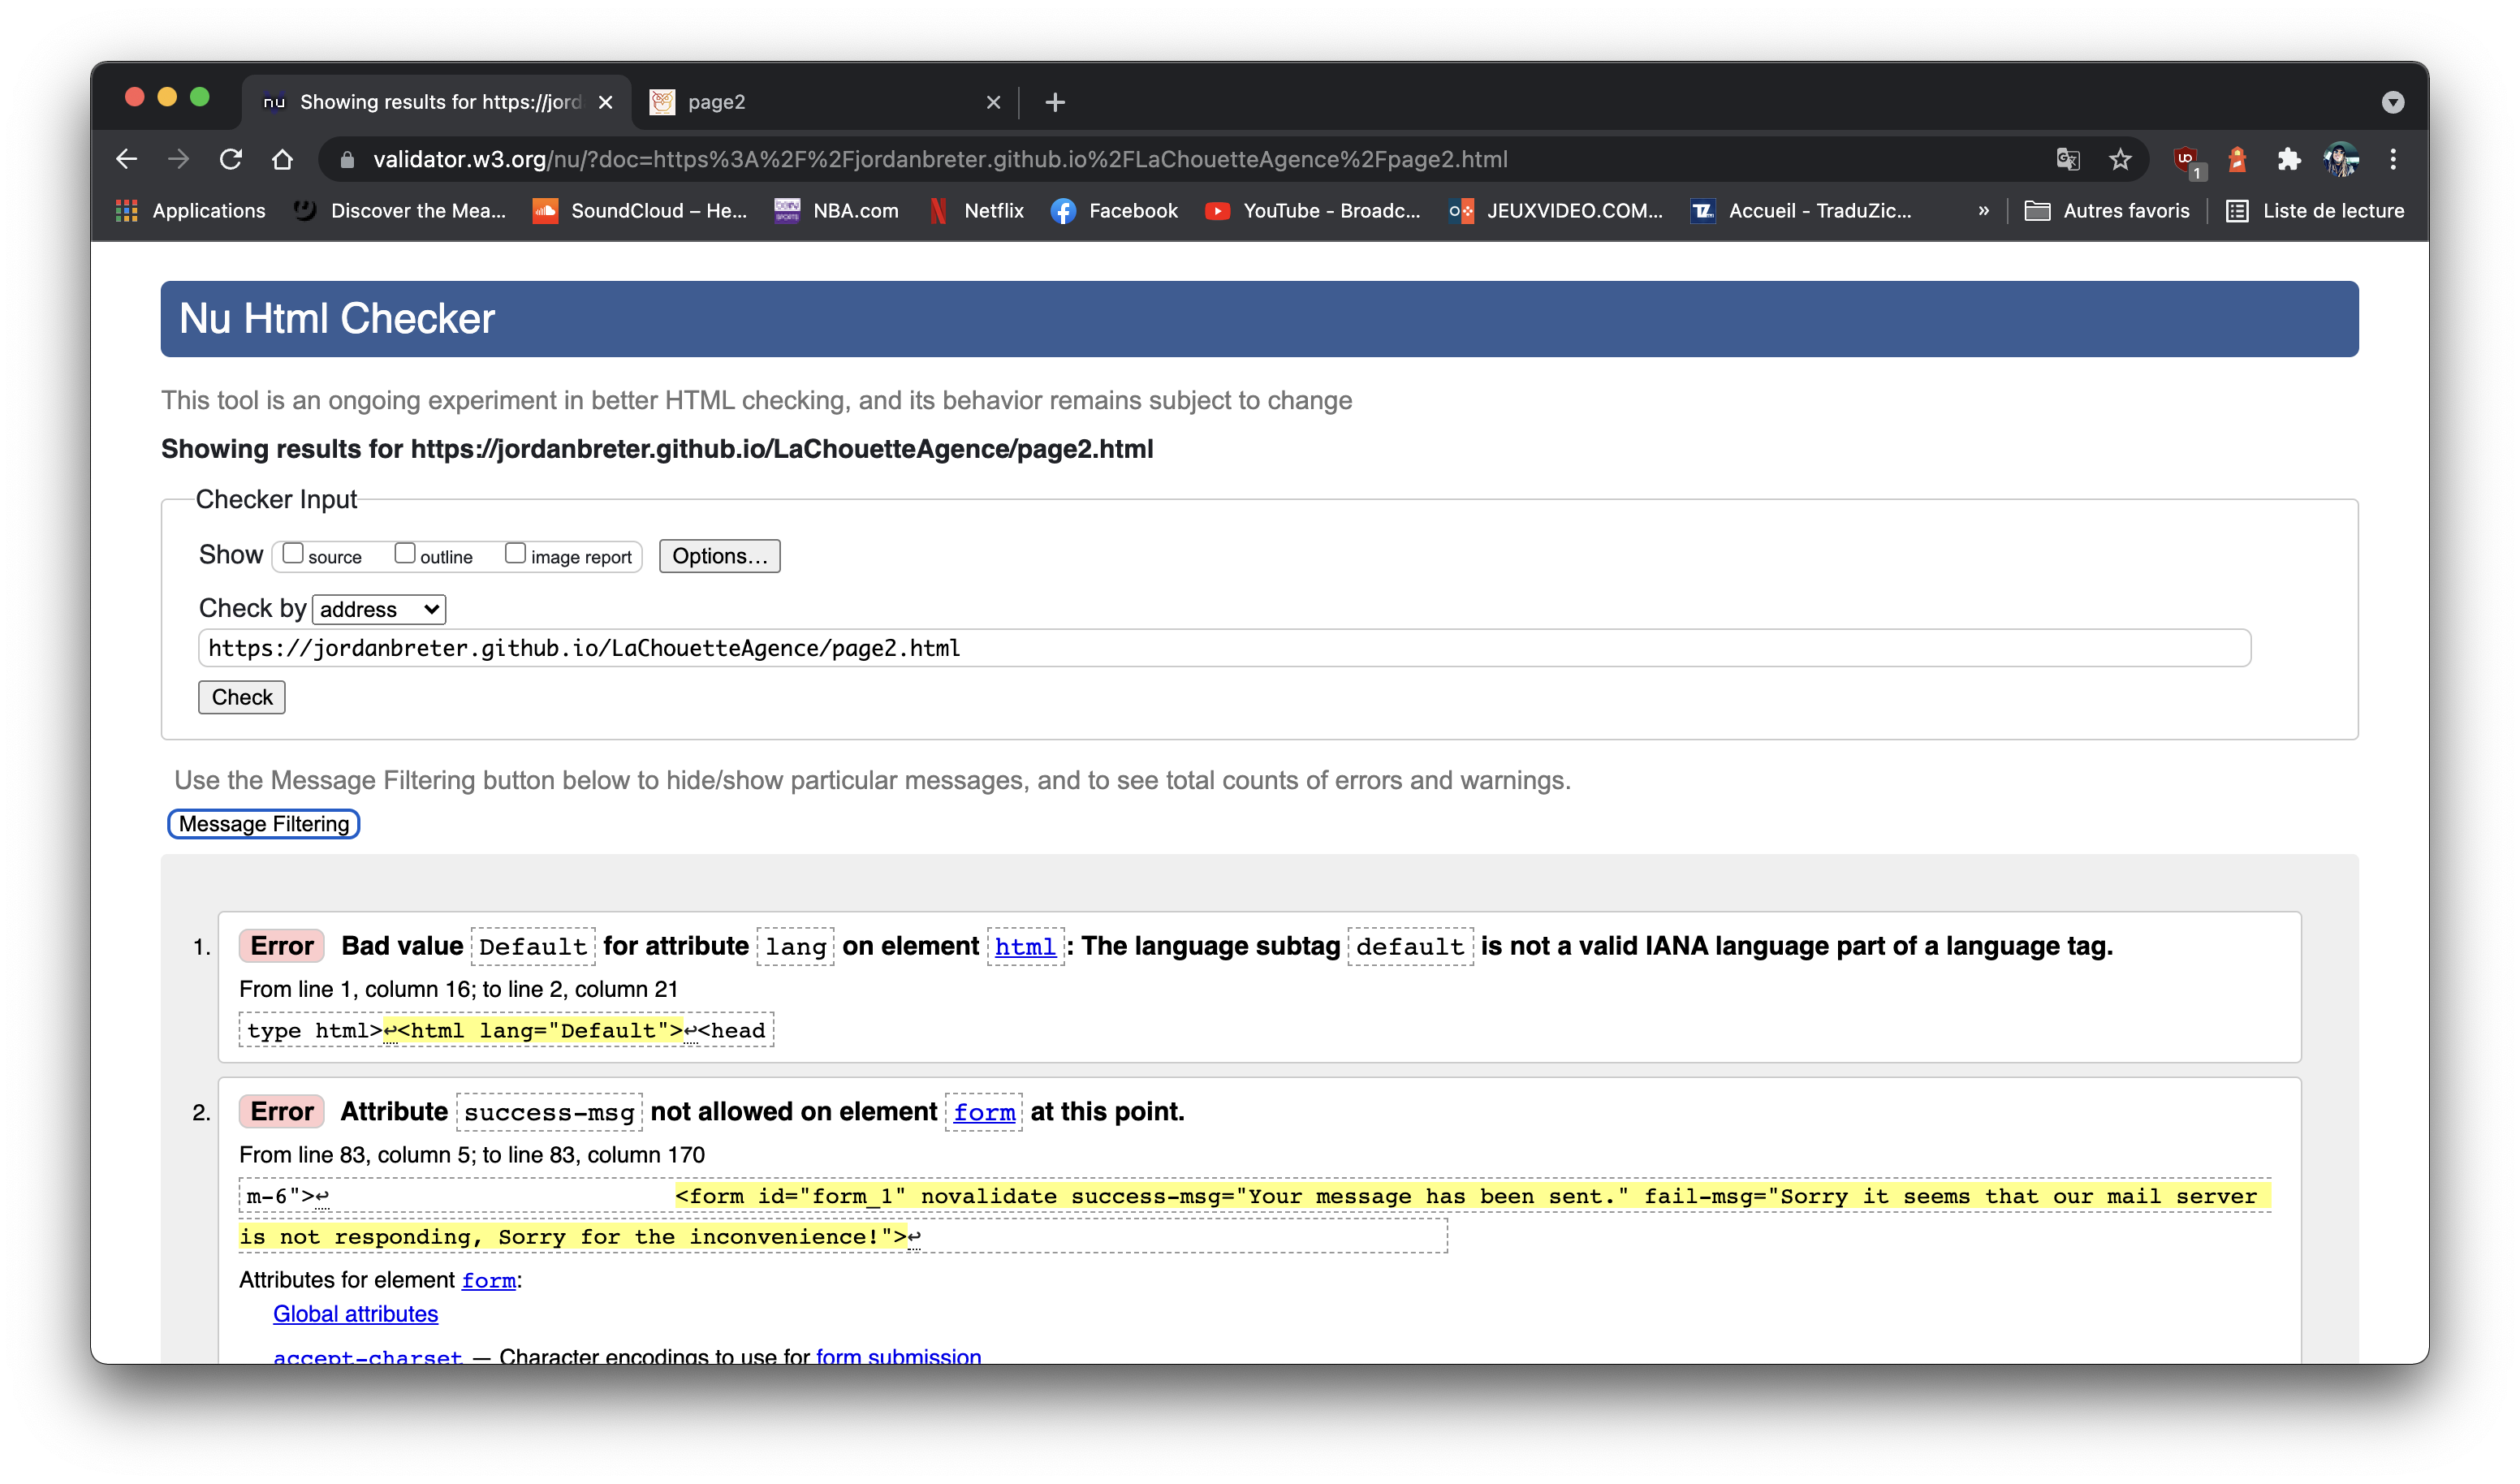 nu Showing results for https://jord
page2
validator.w3.org/nu/?doc=https%3A%2F%2Fjordanbreter.github.io%2FLaChouetteAgence%2Fpage2.html
1
Applications Discover the Mea... SoundCloud – He... NBA.com Netflix Facebook YouTube - Broadc... JEUXVIDEO.COM... Accueil - TraduZic... » Autres favoris Liste de lecture
Nu Html Checker
This tool is an ongoing experiment in better HTML checking, and its behavior remains subject to change
Showing results for https://jordanbreter.github.io/LaChouetteAgence/page2.html
Checker Input
Show source outline image report Options...
Check by address
https://jordanbreter.github.io/LaChouetteAgence/page2.html
Check
Use the Message Filtering button below to hide/show particular messages, and to see total counts of errors and warnings.
Message Filtering
1. Error Bad value Default for attribute lang on element html: The language subtag default is not a valid IANA language part of a language tag.
From line 1, column 16; to line 2, column 21
type html>↩<html lang="Default">↩<head
2. Error Attribute success-msg not allowed on element form at this point.
From line 83, column 5; to line 83, column 170
m-6">↩ <form id="form_1" novalidate success-msg="Your message has been sent." fail-msg="Sorry it seems that our mail server
is not responding, Sorry for the inconvenience!">↩
Attributes for element form:
Global attributes
accept-charset — Character encodings to use for form submission